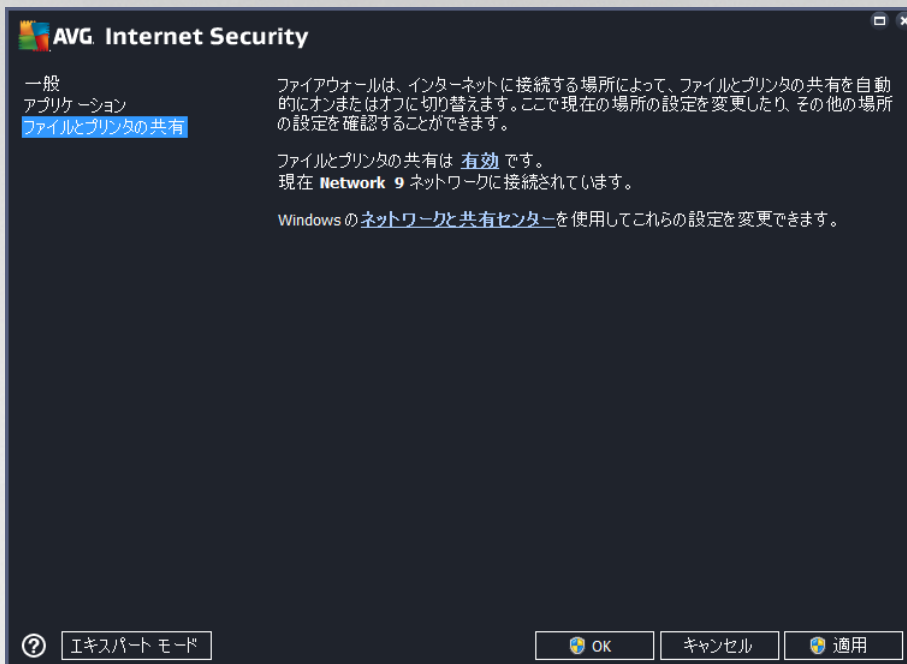 AVG Internet Security
一般
アプリケーション
ファイルとプリンタの共有
ファイアウォールは、インターネットに接続する場所によって、ファイルとプリンタの共有を自動
的にオンまたはオフに切り替えます。ここで現在の場所の設定を変更したり、その他の場所
の設定を確認することができます。
ファイルとプリンタの共有は 有効 です。
現在 Network 9 ネットワークに接続されています。
Windows のネットワークと共有センターを使用してこれらの設定を変更できます。
? エキスパート モード OK キャンセル 適用